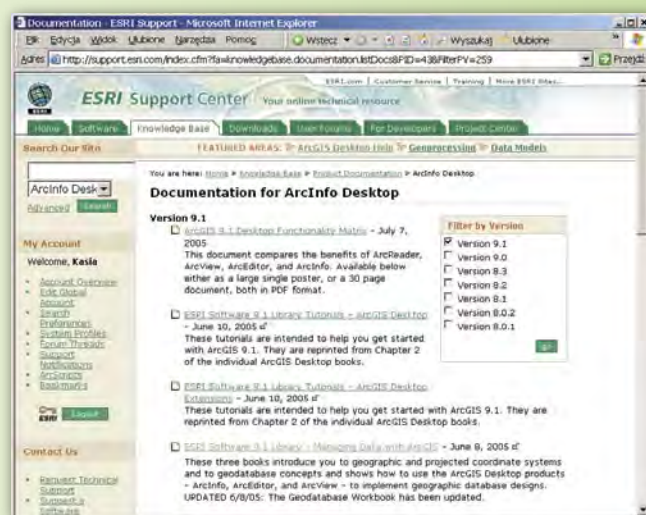 Documentation - ESRI Support - Microsoft Internet Explorer
Plik Edycja Widok Ulubione Narzędzia Pomoc Wstecz Wyszukaj Ulubione
Adres http://support.esri.com/index.cfm?fa=knowledgebase.documentation.listDocs&PID=43&FilterPV=259 Przejdź
ESRI.com | Customer Service | Training | More ESRI Sites...
ESRI Support Center Your online technical resource
Home Software Knowledge Base Downloads User Forums For Developers Project Center
Search Our Site
FEATURED AREAS: ArcGIS Desktop Help Geoprocessing Data Models
ArcInfo Desk
Advanced Search
My Account
Welcome, Kasia
Account Overview
Edit Global
Account
Search
Preferences
System Profiles
Forum Threads
Support
Notifications
ArcScripts
Bookmarks
Logout
Contact Us
Request Technical
Support
Suggest a
Software
You are here: Home > Knowledge Base > Product Documentation > ArcInfo Desktop
Documentation for ArcInfo Desktop
Version 9.1
ArcGIS 9.1 Desktop Functionality Matrix - July 7,
2005
This document compares the benefits of ArcReader,
ArcView, ArcEditor, and ArcInfo. Available below
either as a large single poster, or a 30 page
document, both in PDF format.
ESRI Software 9.1 Library Tutorials - ArcGIS Desktop
- June 10, 2005
These tutorials are intended to help you get started
with ArcGIS 9.1. They are reprinted from Chapter 2
of the individual ArcGIS Desktop books.
ESRI Software 9.1 Library Tutorials - ArcGIS Desktop
Extensions - June 10, 2005
These tutorials are intended to help you get started with ArcGIS 9.1. They are
reprinted from Chapter 2 of the individual ArcGIS Desktop books.
ESRI Software 9.1 Library - Managing Data with ArcGIS - June 8, 2005
These three books introduce you to geographic and projected coordinate systems
and to geodatabase concepts and shows how to use the ArcGIS Desktop products
- ArcInfo, ArcEditor, and ArcView - to implement geographic database designs.
UPDATED 6/8/05: The Geodatabase Workbook has been updated.
Filter by Version
Version 9.1
Version 9.0
Version 8.3
Version 8.2
Version 8.1
Version 8.0.2
Version 8.0.1
go